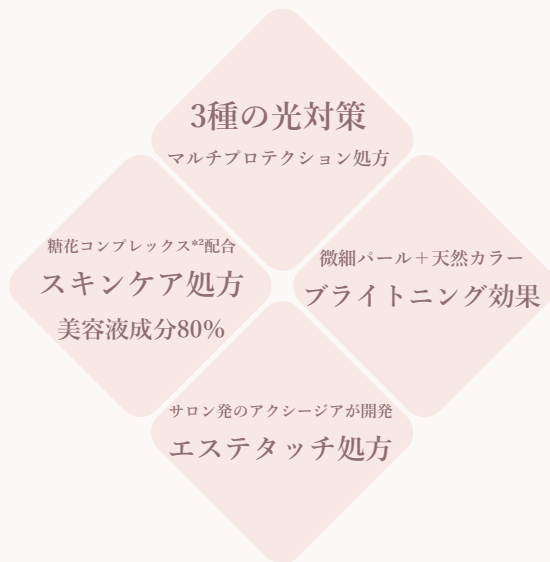 3種の光対策
マルチプロテクション処方
糖花コンプレックス*²配合
スキンケア処方
美容液成分80%
微細パール＋天然カラー
ブライトニング効果
サロン発のアクシージアが開発
エステタッチ処方